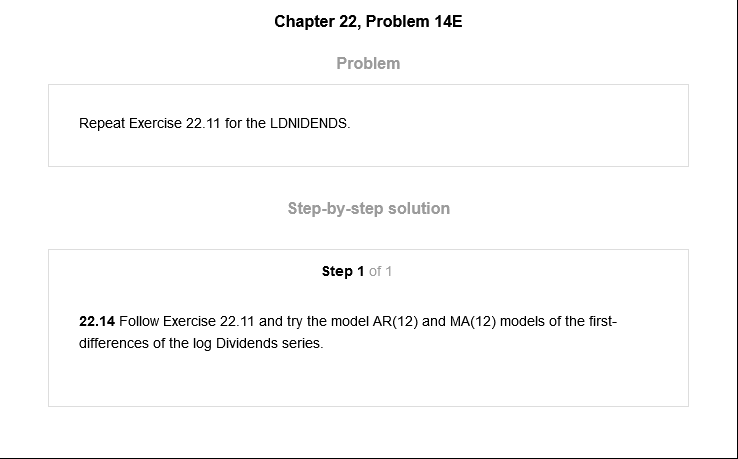 Chapter 22, Problem 14E
Problem
Repeat Exercise 22.11 for the LDNIDENDS.
Step-by-step solution
Step 1 of 1
22.14 Follow Exercise 22.11 and try the model AR(12) and MA(12) models of the first-
differences of the log Dividends series.